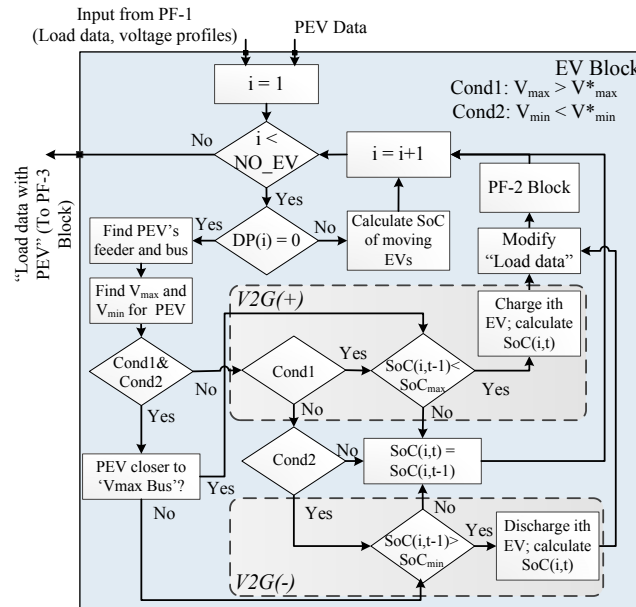 Input from PF-1
(Load data, voltage profiles)
PEV Data
EV Block
Cond1: Vmax > V*max
Cond2: Vmin < V*min
i = 1
i <
NO_EV
No
Yes
i = i+1
"Load data with
PEV" (To PF-3
Block)
PF-2 Block
DP(i) = 0
Yes
No
Calculate SoC
of moving
EVs
Find PEV's
feeder and bus
Modify
"Load data"
Find Vmax and
Vmin for PEV
V2G(+)
Charge ith
EV; calculate
SoC(i,t)
Cond1&
Cond2
No
Yes
Cond1
Yes
No
SoC(i,t-1)<
SoCmax
Yes
No
PEV closer to
'Vmax Bus'?
Yes
No
Cond2
No
Yes
SoC(i,t) =
SoC(i,t-1)
No
SoC(i,t-1)>
SoCmin
Yes
Discharge ith
EV; calculate
SoC(i,t)
V2G(-)